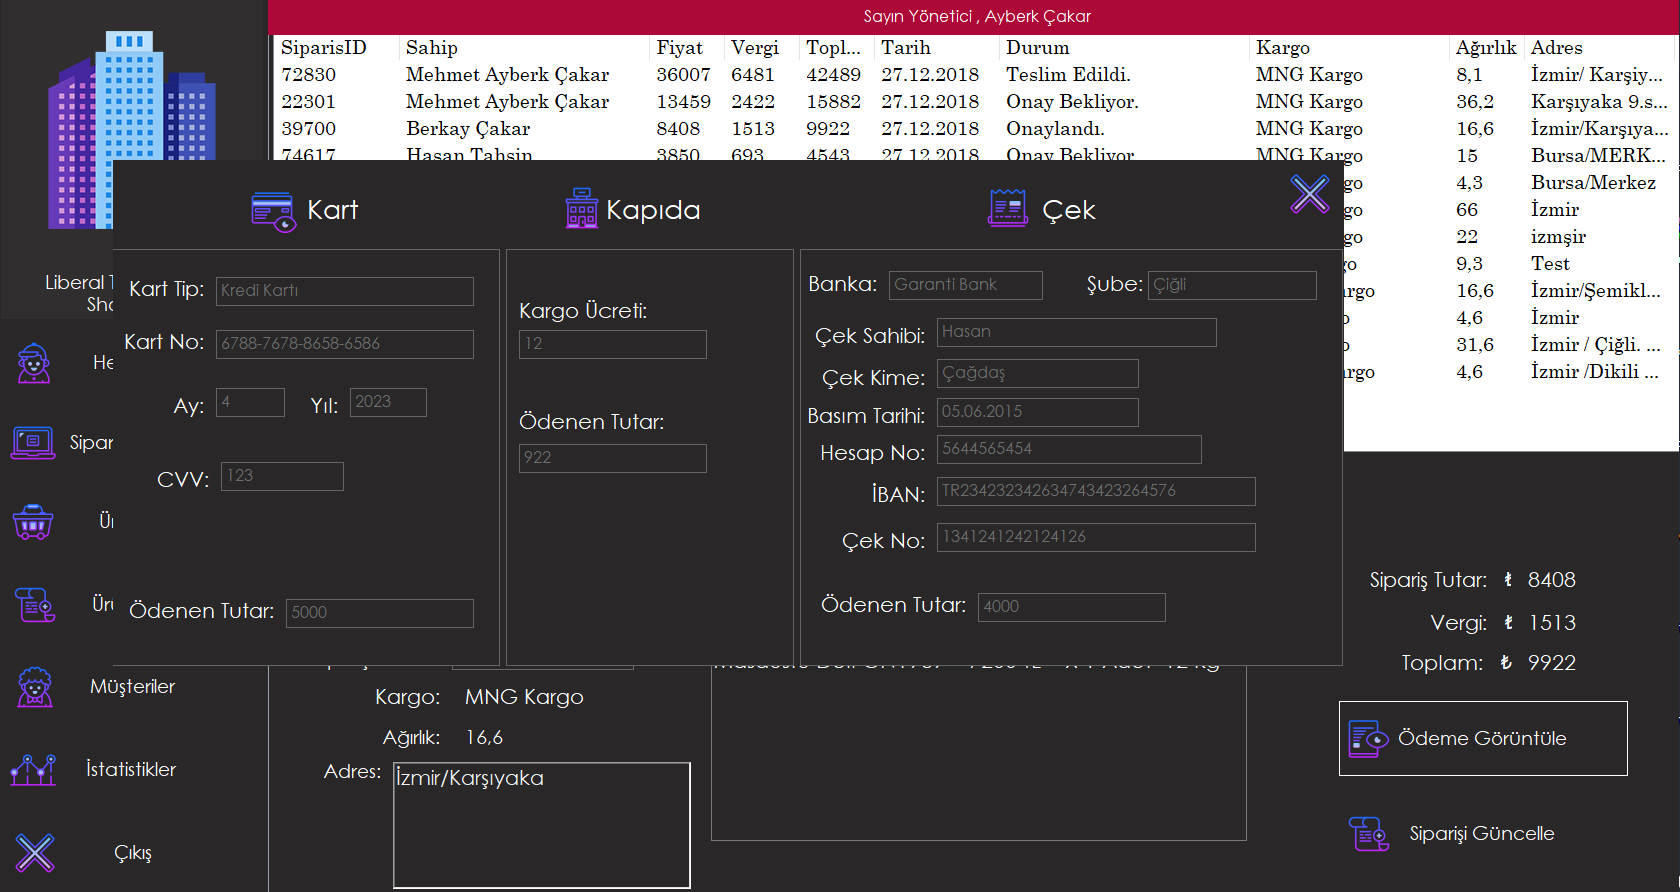 Sayın Yönetici , Ayberk Çakar
SiparisID Sahip Fiyat Vergi Topl... Tarih Durum Kargo Ağırlık Adres
72830 Mehmet Ayberk Çakar 36007 6481 42489 27.12.2018 Teslim Edildi. MNG Kargo 8,1 İzmir/ Karşiy...
22301 Mehmet Ayberk Çakar 13459 2422 15882 27.12.2018 Onay Bekliyor. MNG Kargo 36,2 Karşıyaka 9.s...
39700 Berkay Çakar 8408 1513 9922 27.12.2018 Onaylandı. MNG Kargo 16,6 İzmir/Karşıya...
74617 Hasan Tahsin 3850 693 4543 27.12.2018 Onay Bekliyor MNG Kargo 15 Bursa/MERK...
go 4,3 Bursa/Merkez
go 66 İzmir
go 22 izmşir
o 9,3 Test
rgo 16,6 İzmir/Şemikl...
o 4,6 İzmir
o 31,6 İzmir / Çiğli. ...
rgo 4,6 İzmir /Dikili ...
Liberal
Müşteriler
İstatistikler
Çıkış
Kart
Kapıda
Çek
Kart Tip: Kredi Kartı
Kart No: 6788-7678-8658-6586
Ay: 4 Yıl: 2023
CVV: 123
Ödenen Tutar: 5000
Kargo Ücreti:
12
Ödenen Tutar:
922
Banka: Garanti Bank Şube: Çiğli
Çek Sahibi: Hasan
Çek Kime: Çağdaş
Basım Tarihi: 05.06.2015
Hesap No: 5644565454
İBAN: TR234232342634743423264576
Çek No: 1341241242124126
Ödenen Tutar: 4000
Kargo: MNG Kargo
Ağırlık: 16,6
Adres: İzmir/Karşıyaka
Sipariş Tutar: ₺ 8408
Vergi: ₺ 1513
Toplam: ₺ 9922
Ödeme Görüntüle
Siparişi Güncelle